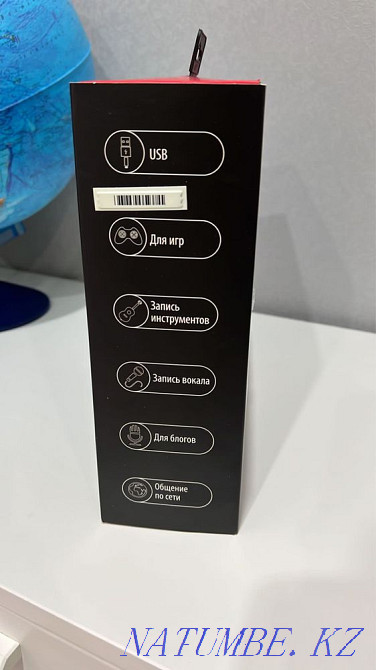 USB
Для игр
Запись
инструментов
Запись вокала
Для блогов
Общение
по сети
NATUMBE. KZ